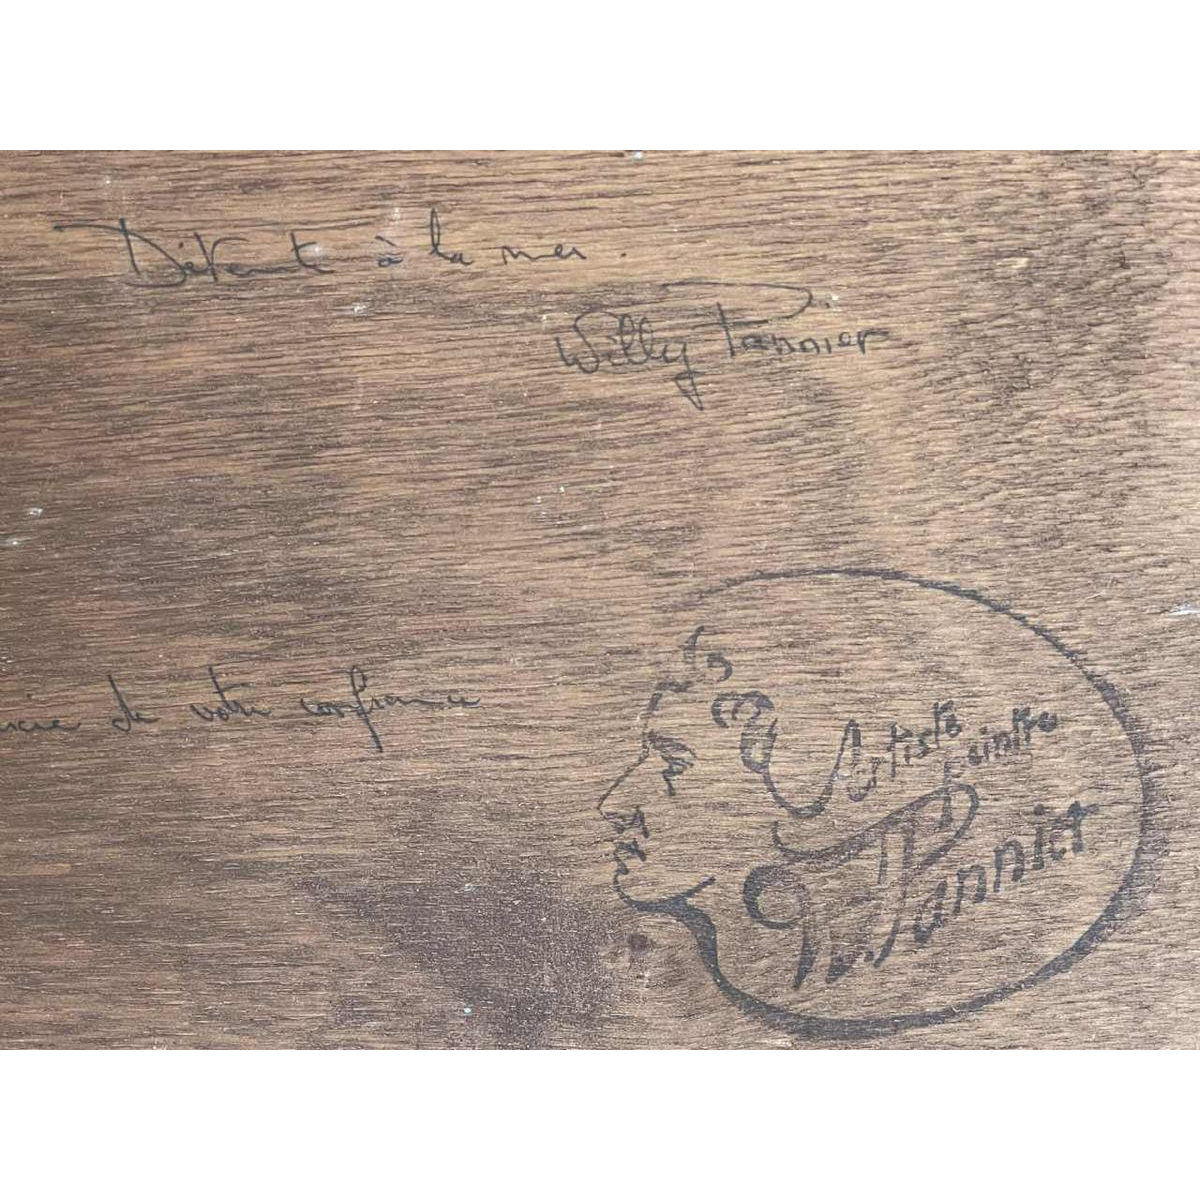 Détente à la mer.
Willy Pannier
de votre confiance
Artiste
Peintre
W. Pannier